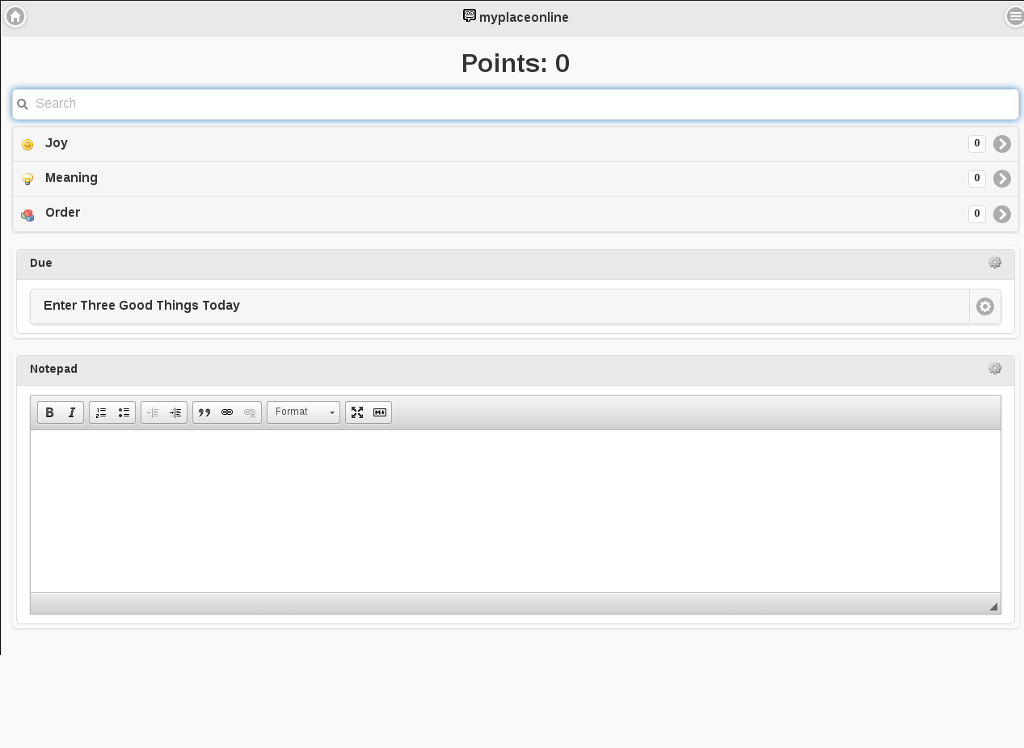 myplaceonline
Points: 0
Search
Joy 0
Meaning 0
Order 0
Due
Enter Three Good Things Today
Notepad
B I Format